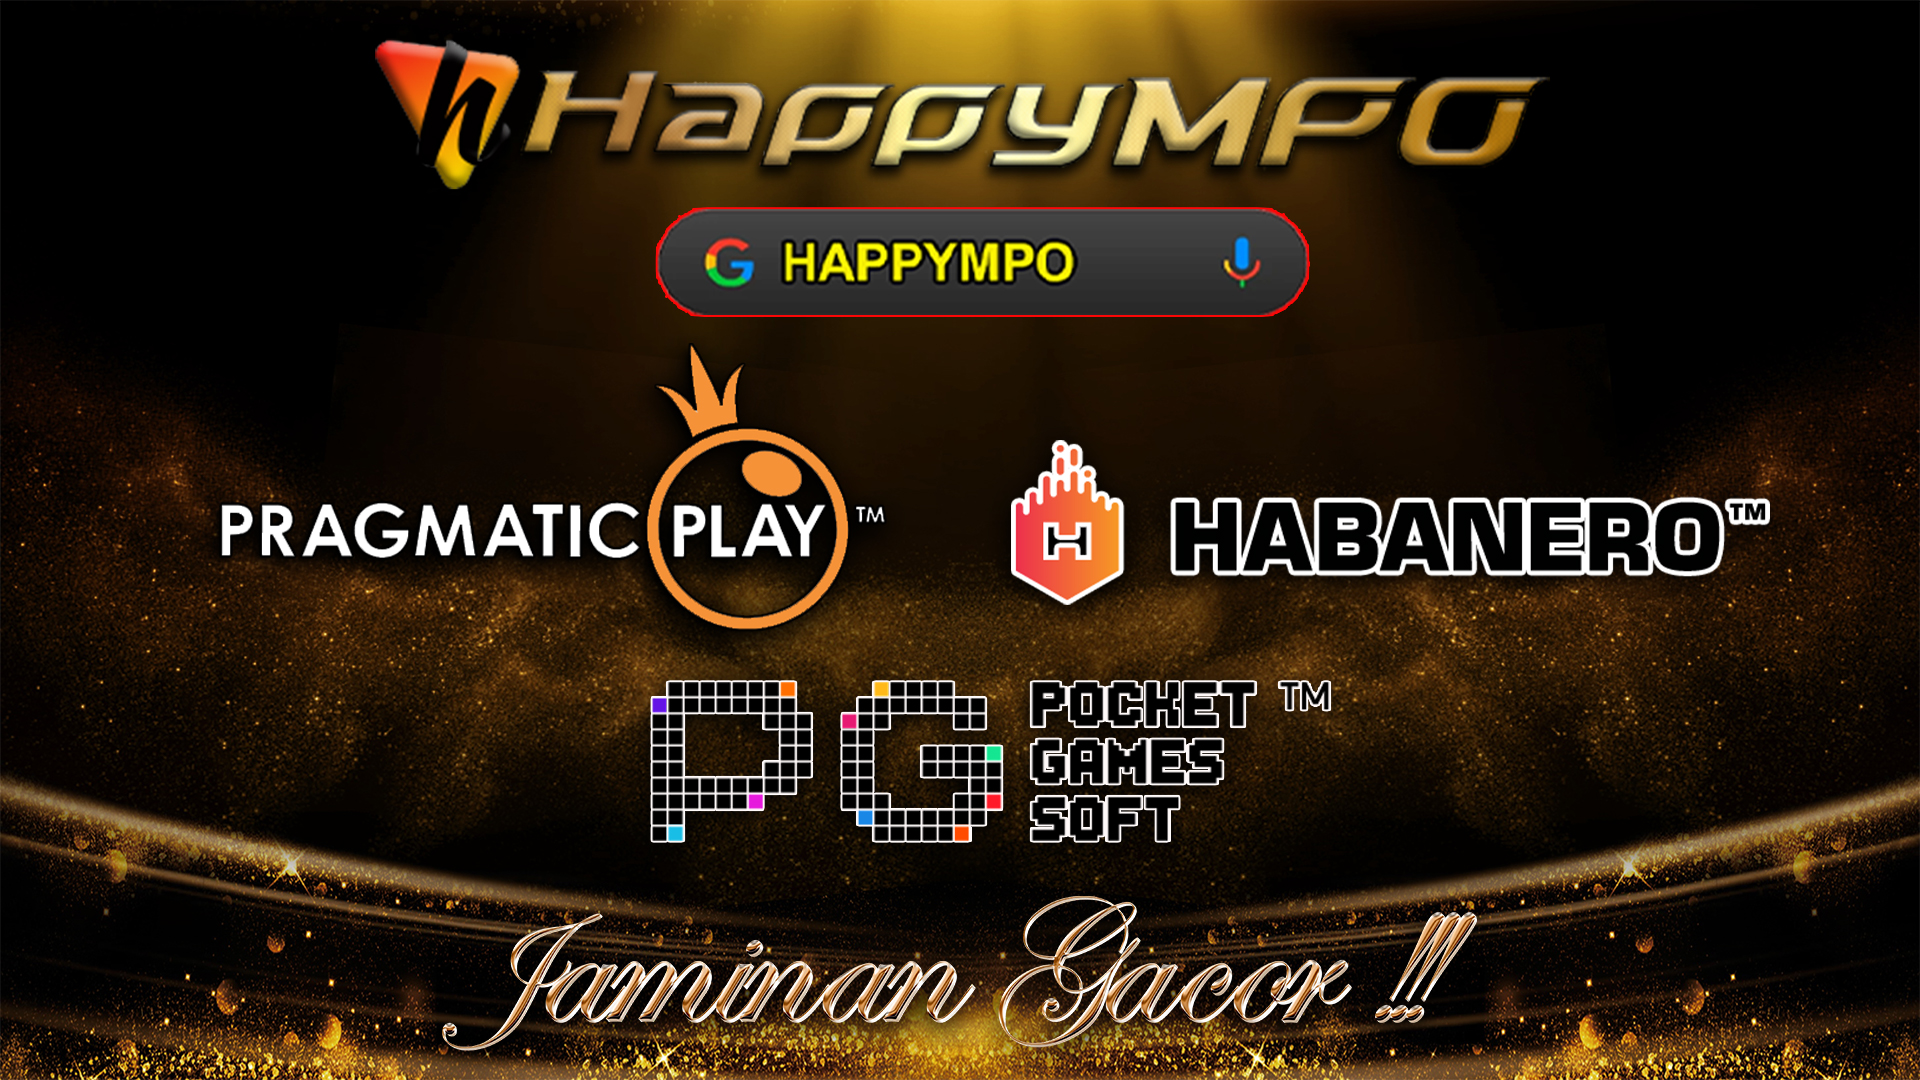 h HappyMPO
G HAPPYMPO
PRAGMATIC PLAY™
H HABANERO™
PG POCKET ™
GAMES
SOFT
Jaminan Gacor !!!